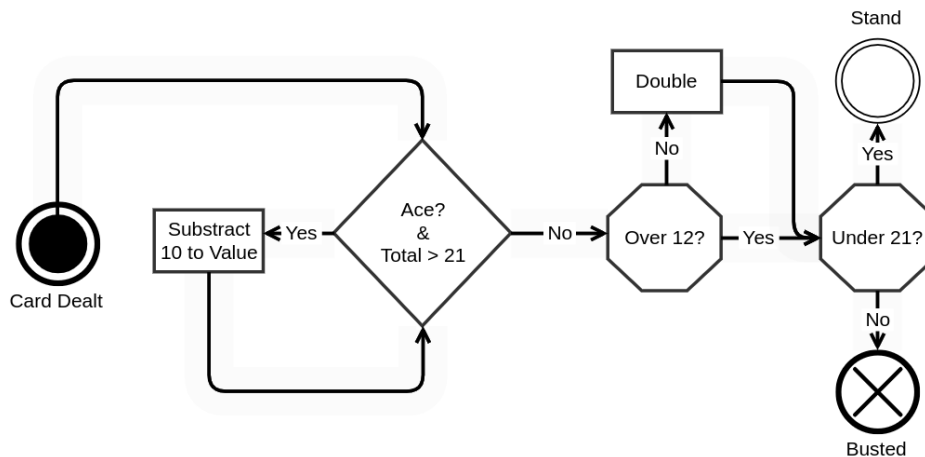 Stand
Double
No
Yes
Ace?
&
Total > 21
Substract
10 to Value
Yes
No
Over 12?
Yes
Under 21?
Card Dealt
No
Busted